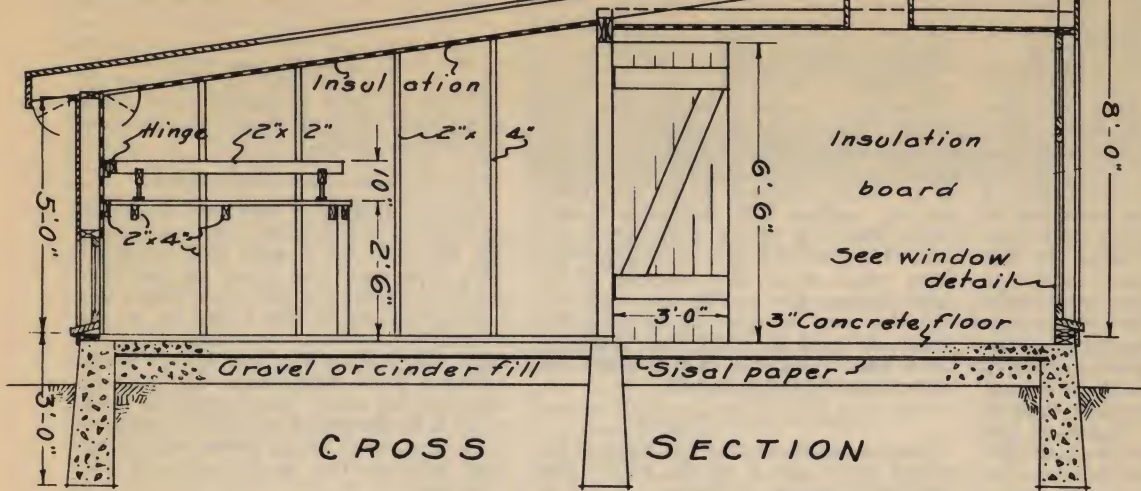 Insulation
Hinge
2"x 2"
2"x 4"
10"
2"x 4"
2'-6"
5'-0"
3'-0"
6'-6"
3'-0"
8'-0"
Insulation
board
See window
detail
3" Concrete floor
Gravel or cinder fill
Sisal paper
CROSS SECTION